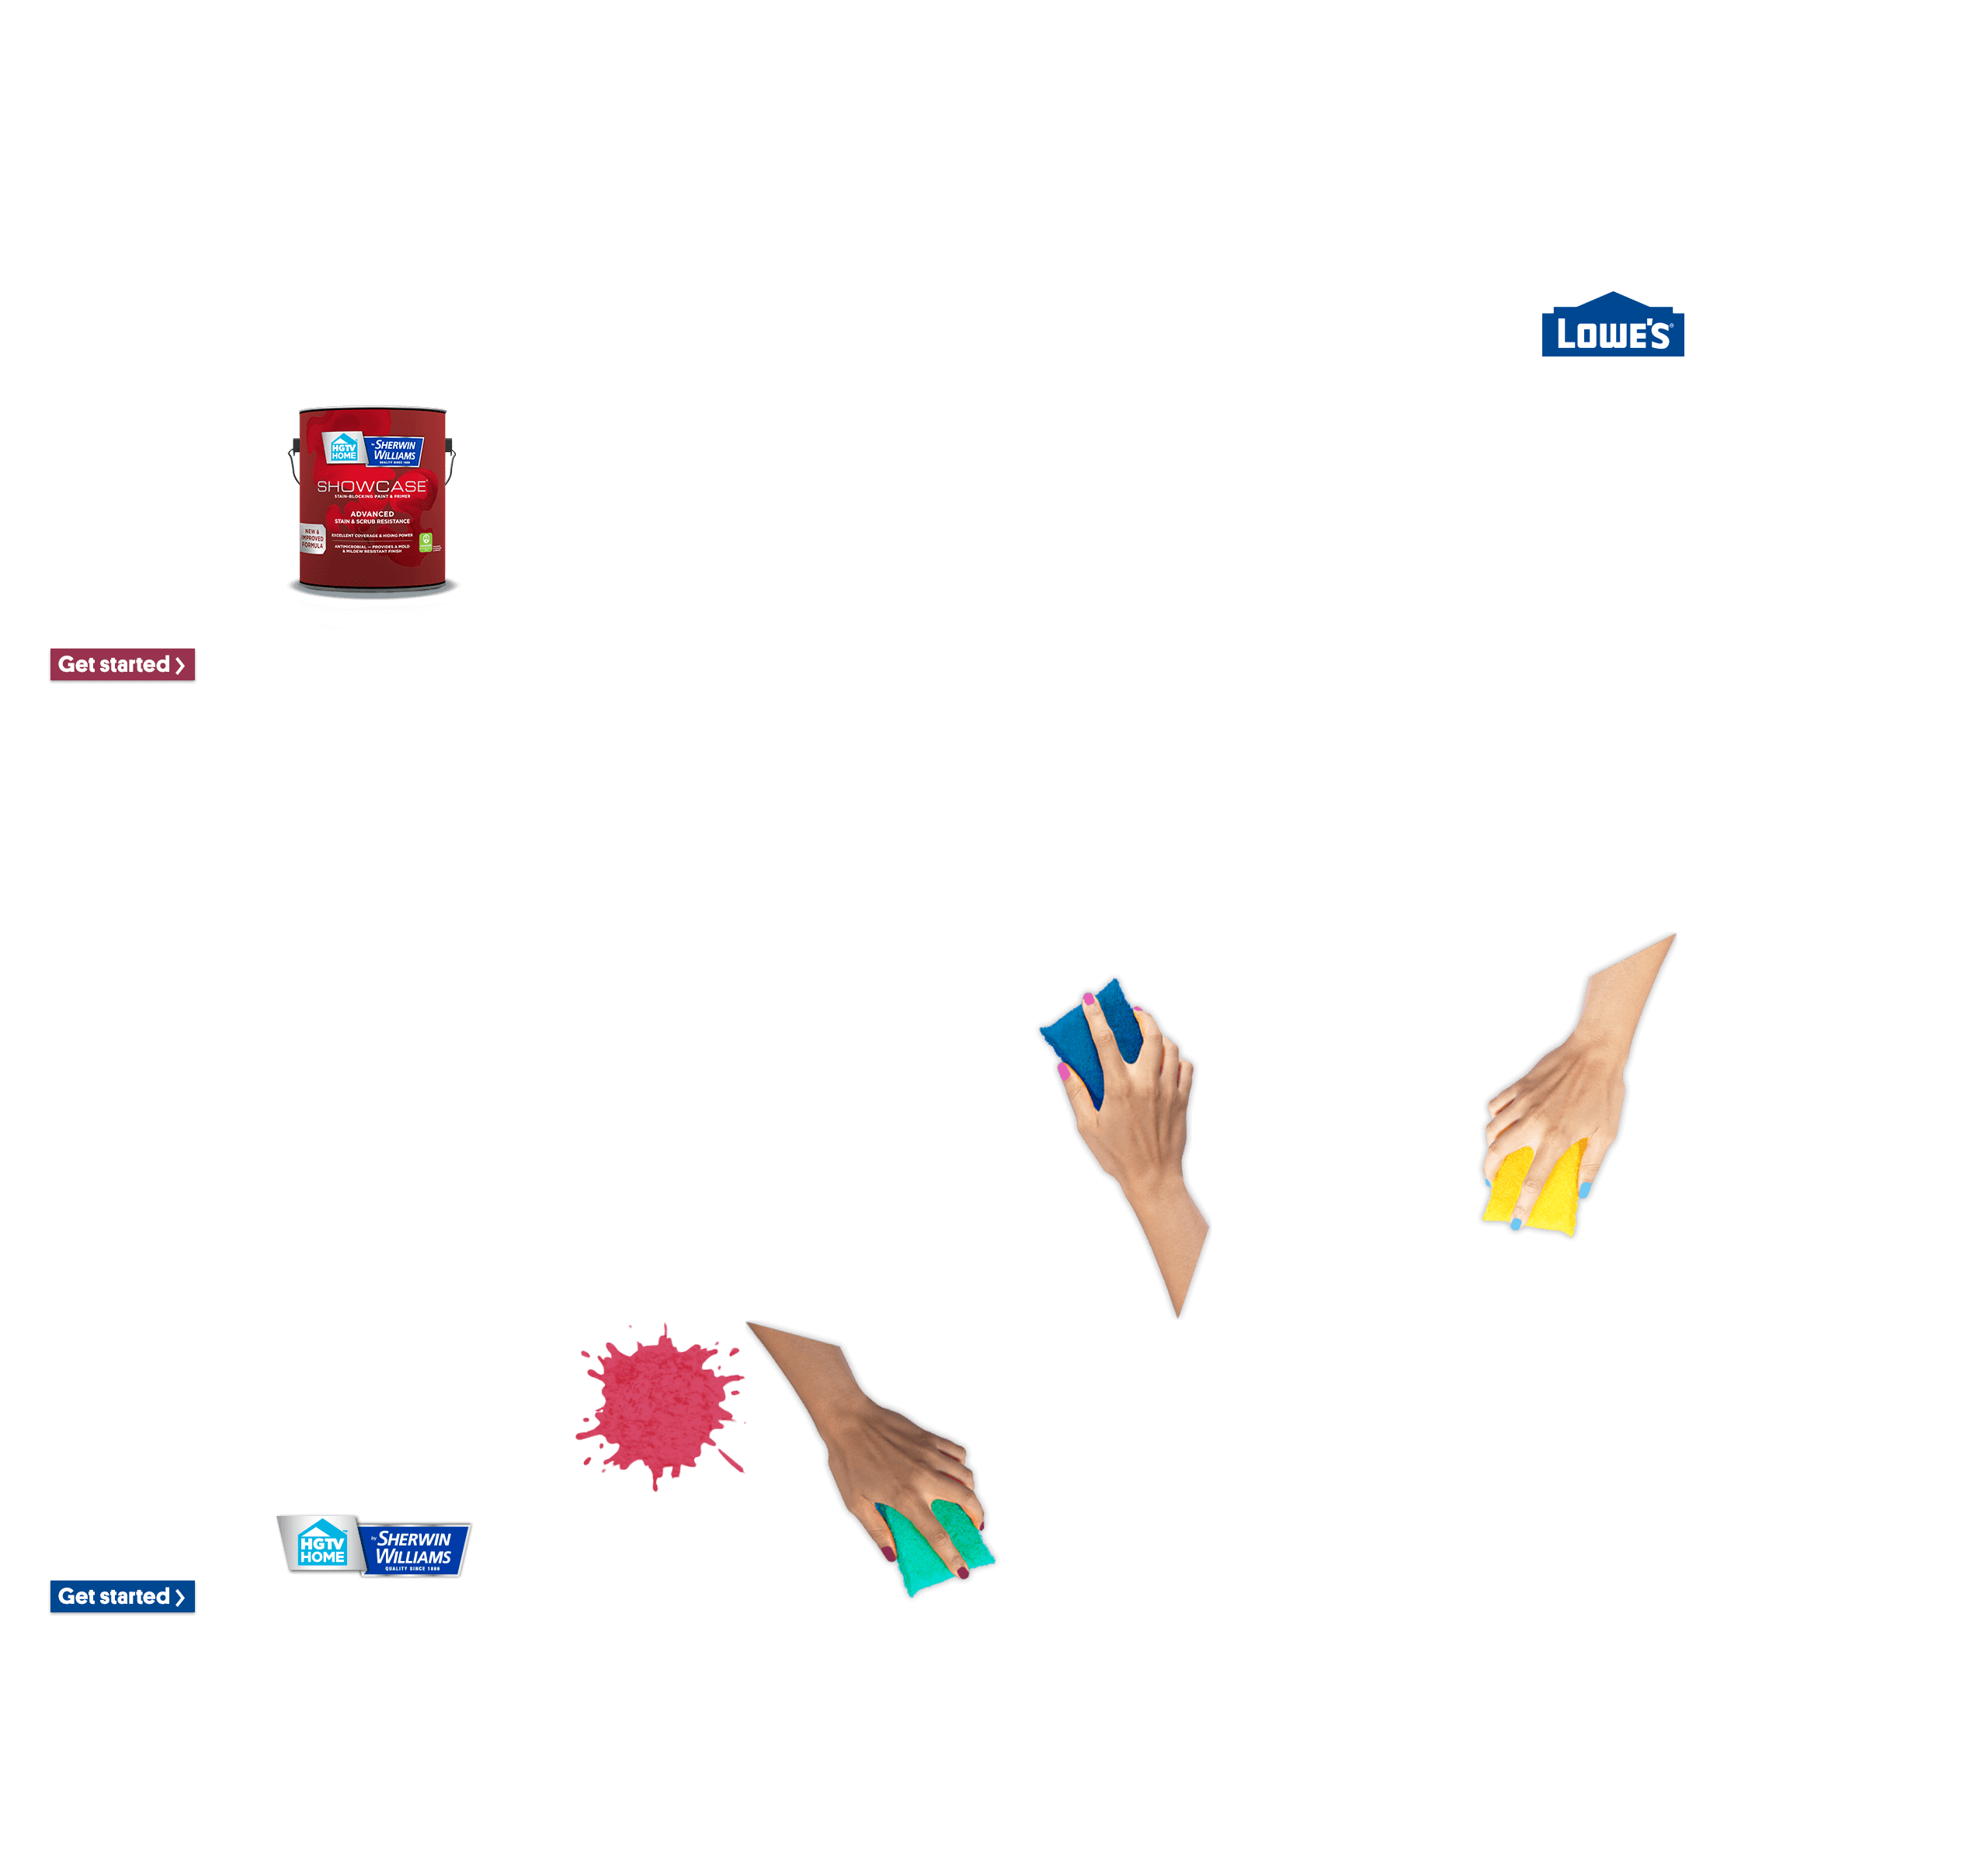 LOWE'S®
HGTV
HOME
by SHERWIN
WILLIAMS
QUALITY SINCE 1866
SHOWCASE
STAIN-BLOCKING PAINT & PRIMER
ADVANCED
STAIN & SCRUB RESISTANCE
NEW &
IMPROVED
FORMULA
EXCELLENT COVERAGE & HIDING POWER
ANTIMICROBIAL — PROVIDES A MOLD
& MILDEW RESISTANT FINISH
Get started >
HGTV
HOME
by SHERWIN
WILLIAMS
QUALITY SINCE 1866
Get started >